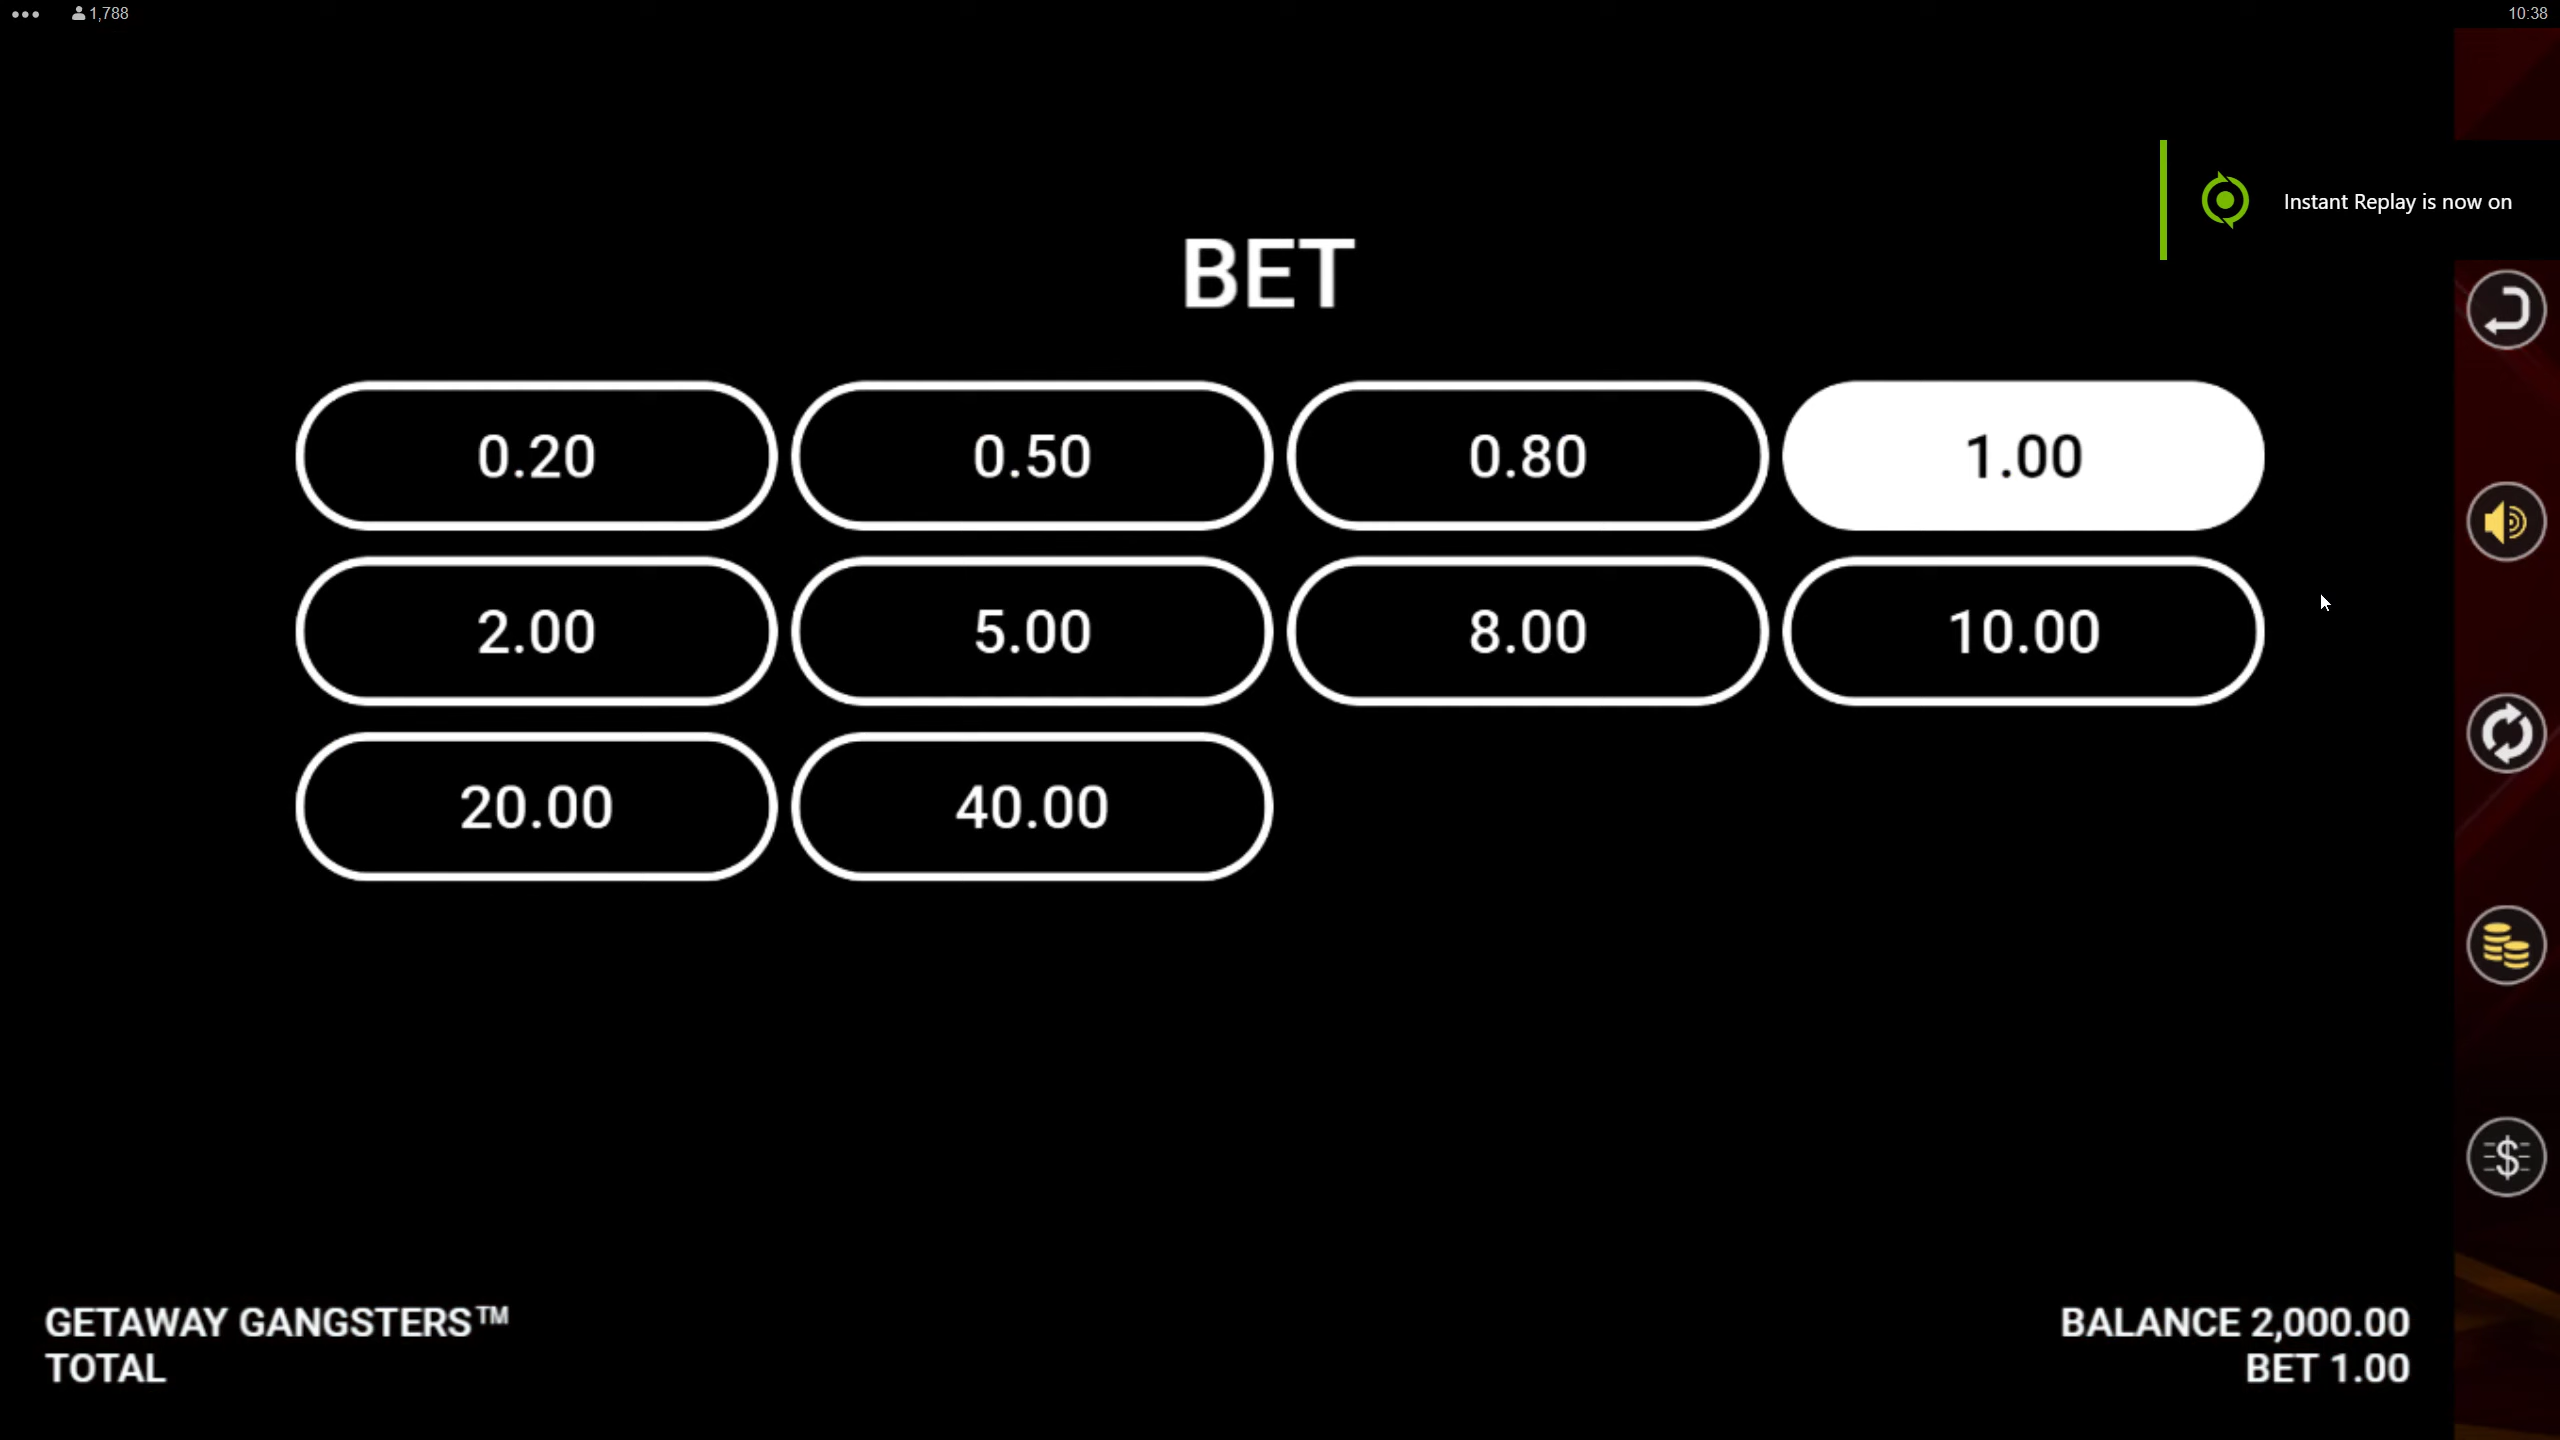 1,788
10:38
Instant Replay is now on
BET
0.20 0.50 0.80 1.00
2.00 5.00 8.00 10.00
20.00 40.00
GETAWAY GANGSTERS™
TOTAL
BALANCE 2,000.00
BET 1.00